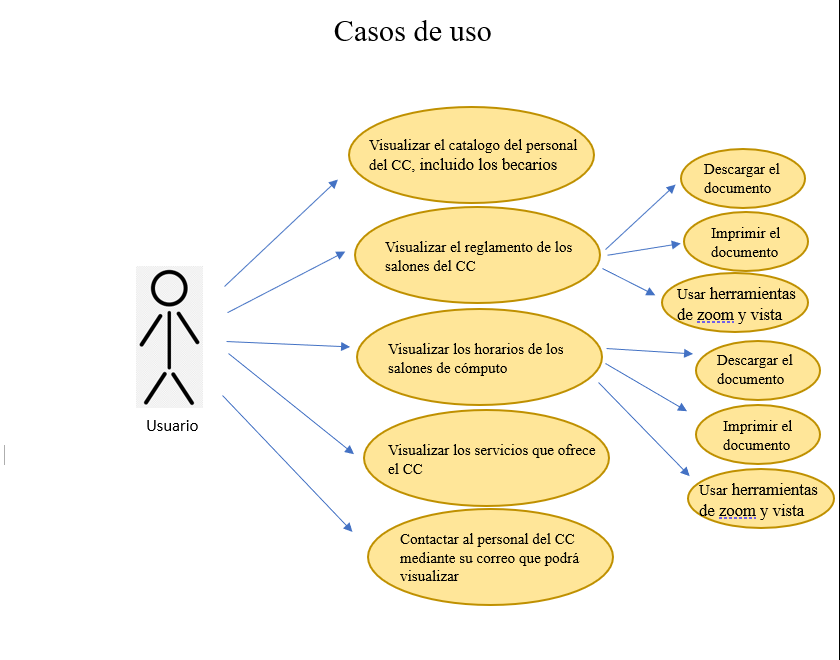 Casos de uso
Visualizar el catalogo del personal
del CC, incluido los becarios
Descargar el
documento
Imprimir el
documento
Visualizar el reglamento de los
salones del CC
Usar herramientas
de zoom y vista
Visualizar los horarios de los
salones de cómputo
Descargar el
documento
Imprimir el
documento
Usuario
Visualizar los servicios que ofrece
el CC
Usar herramientas
de zoom y vista
Contactar al personal del CC
mediante su correo que podrá
visualizar